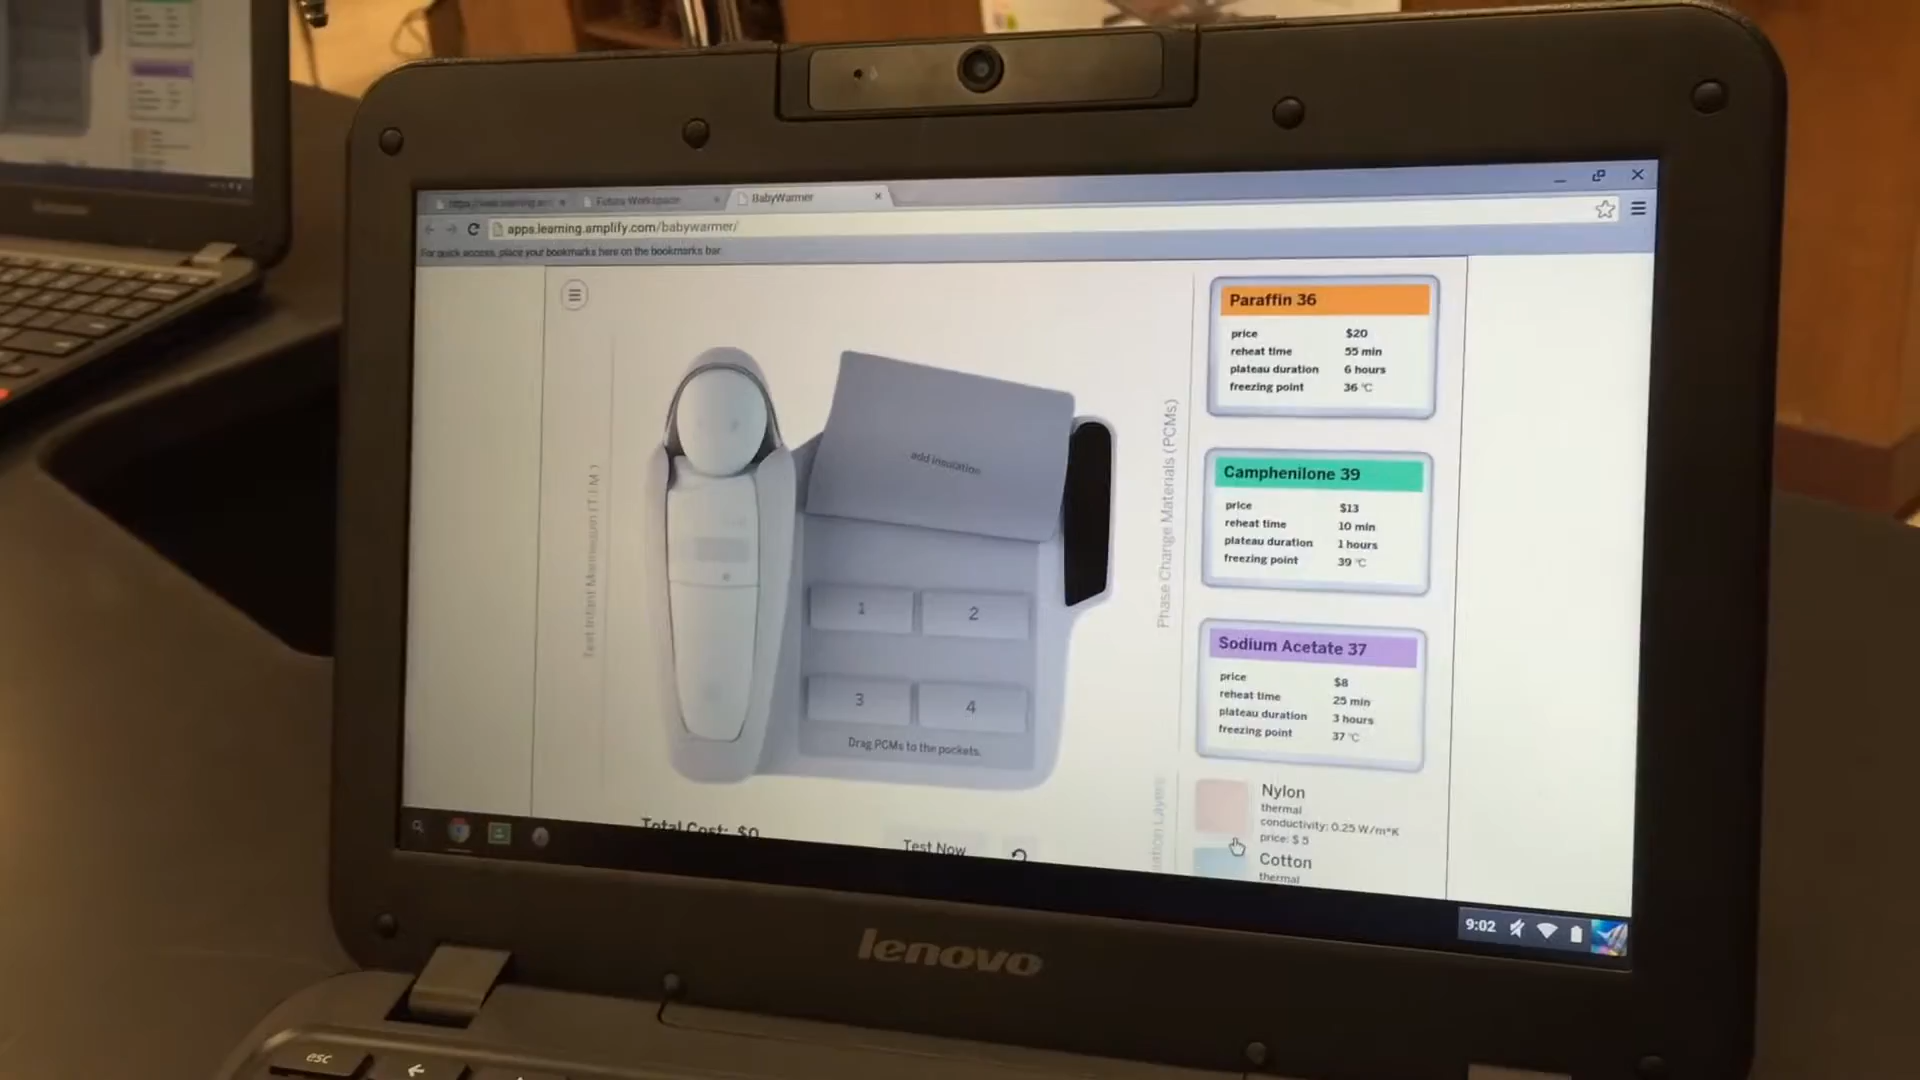 Future Workspace
BabyWarmer
apps.learning.amplify.com/babywarmer/
For quick access, place your bookmarks here on the bookmarks bar.
Test Infant Mannequin (T.I.M.)
add insulation
1
2
3
4
Drag PCMs to the pockets.
Total Cost: $0
Test Now
Phase Change Materials (PCMs)
Paraffin 36
price $20
reheat time 55 min
plateau duration 6 hours
freezing point 36 °C
Camphenilone 39
price $13
reheat time 10 min
plateau duration 1 hours
freezing point 39 °C
Sodium Acetate 37
price $8
reheat time 25 min
plateau duration 3 hours
freezing point 37 °C
Nylon
thermal
conductivity: 0.25 W/m*K
price: $ 5
Cotton
thermal
9:02
lenovo
esc